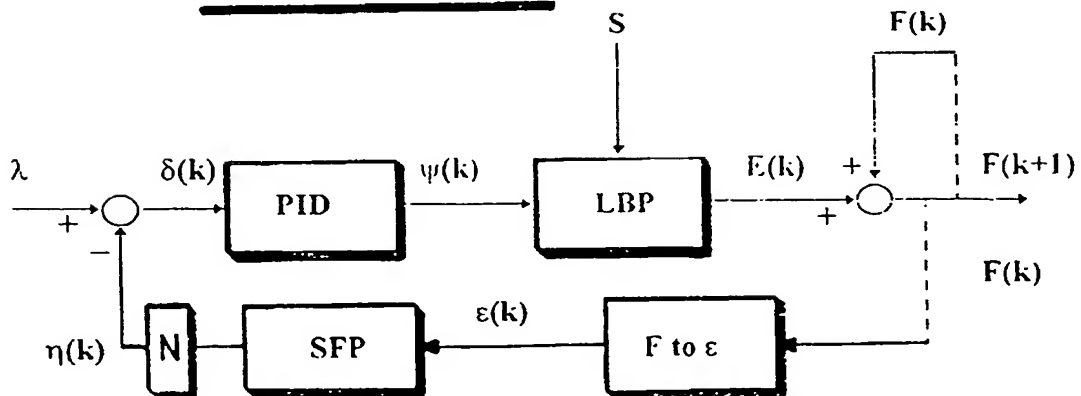 S
F(k)
λ
δ(k)
PID
ψ(k)
LBP
E(k)
+
F(k+1)
+
+
−
F(k)
η(k)
N
SFP
ε(k)
F to ε